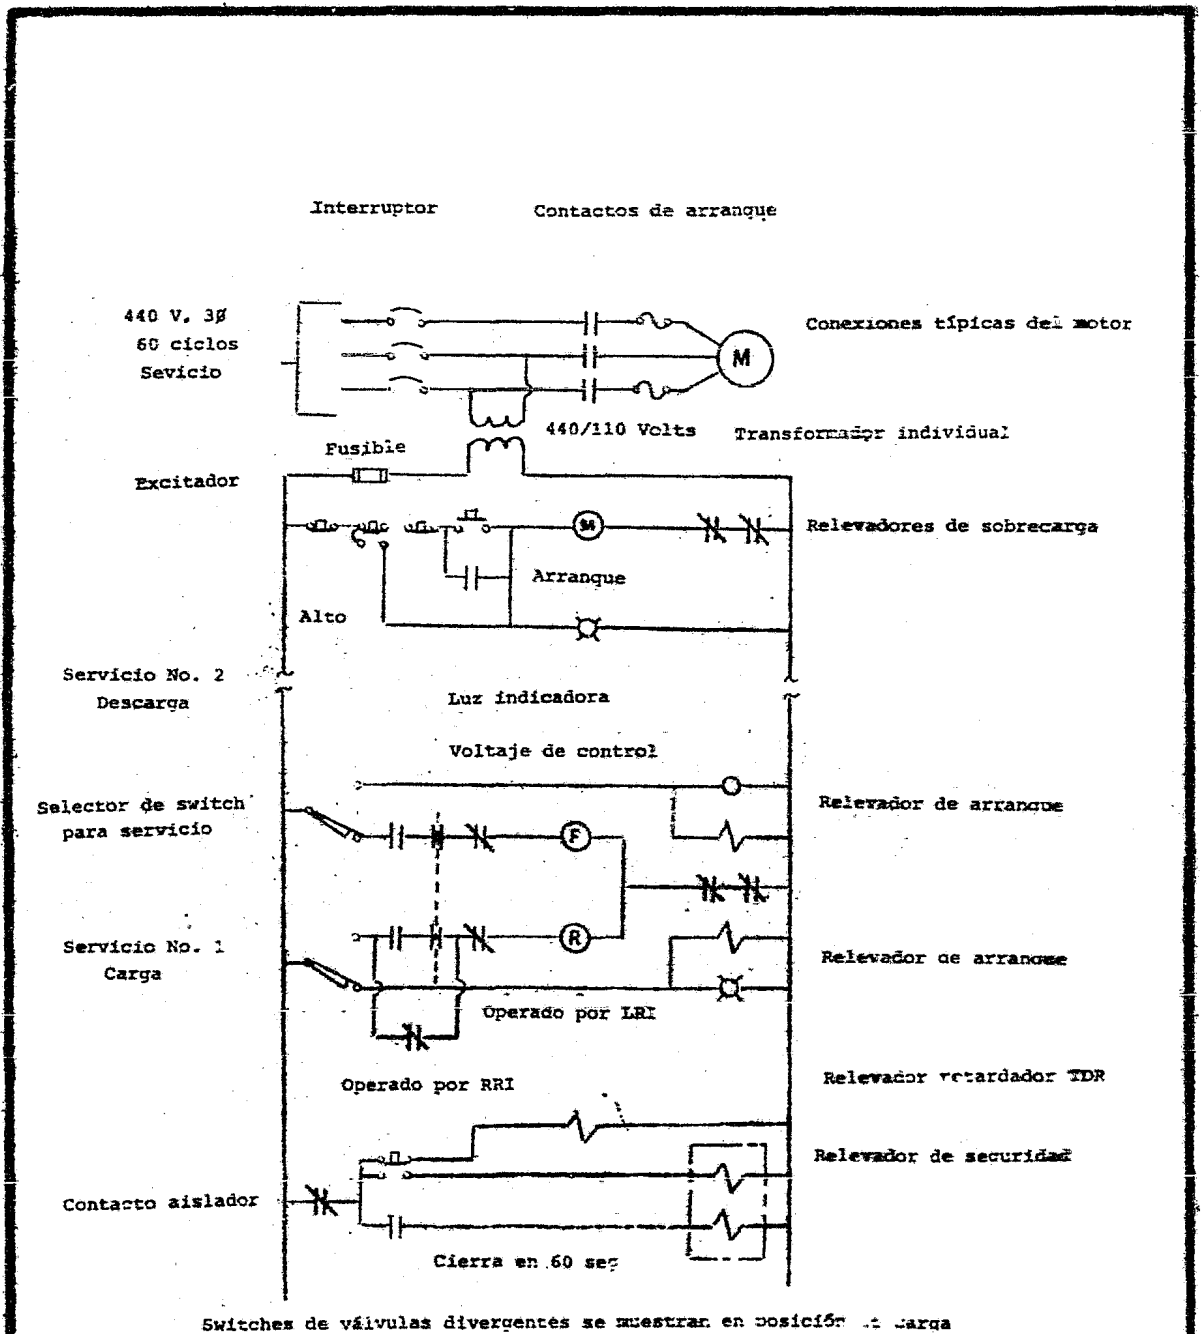 Interruptor
Contactos de arranque
440 V. 3Ø
60 ciclos
Sevicio
Conexiones típicas del motor
M
440/110 Volts
Transformador individual
Fusible
Excitador
M
Relevadores de sobrecarga
Arranque
Alto
Servicio No. 2
Descarga
Luz indicadora
Voltaje de control
Selector de switch
para servicio
Relevador de arranque
F
Servicio No. 1
Carga
R
Relevador de arranque
Operado por LRI
Operado por RRI
Relevador retardador TDR
Relevador de securidad
Contacto aislador
Cierra en 60 seg
Switches de válvulas divergentes se muestran en posición carga